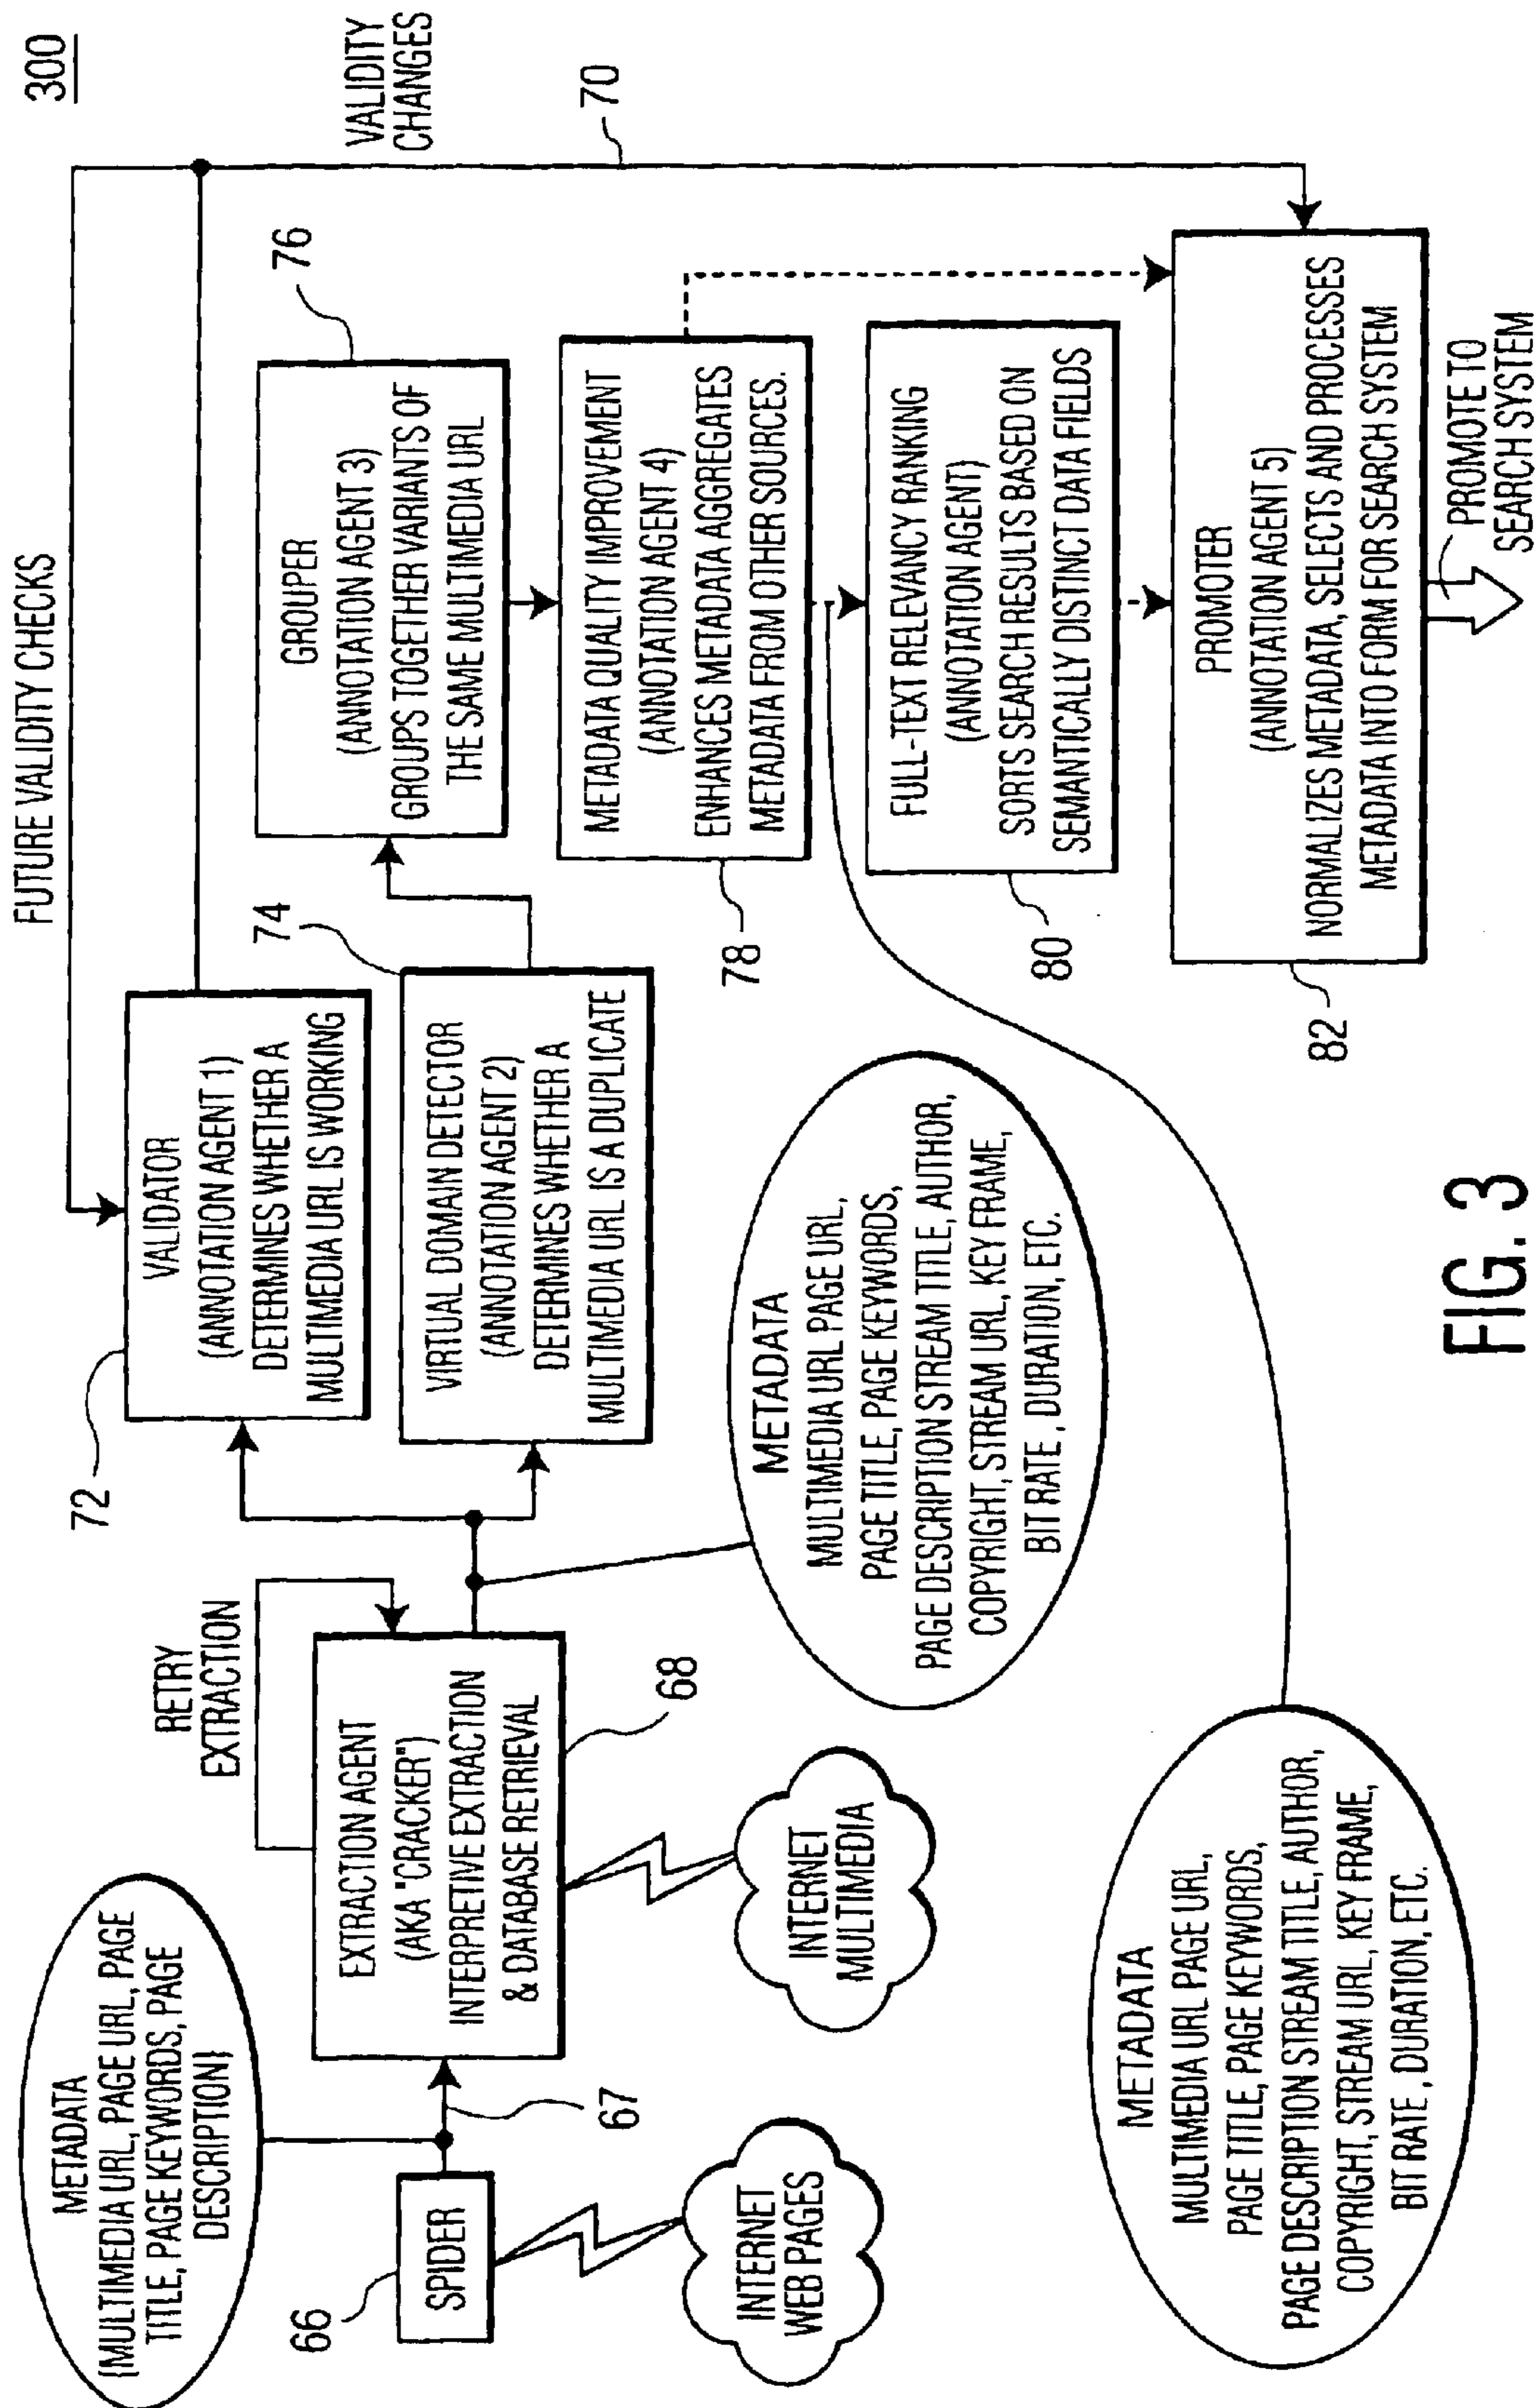 300
FUTURE VALIDITY CHECKS
VALIDITY
CHANGES
70
72
VALIDATOR
(ANNOTATION AGENT 1)
DETERMINES WHETHER A
MULTIMEDIA URL IS WORKING
74
VIRTUAL DOMAIN DETECTOR
(ANNOTATION AGENT 2)
DETERMINES WHETHER A
MULTIMEDIA URL IS A DUPLICATE
76
GROUPER
(ANNOTATION AGENT 3)
GROUPS TOGETHER VARIANTS OF
THE SAME MULTIMEDIA URL
METADATA QUALITY IMPROVEMENT
(ANNOTATION AGENT 4)
ENHANCES METADATA AGGREGATES
METADATA FROM OTHER SOURCES.
78
FULL-TEXT RELEVANCY RANKING
(ANNOTATION AGENT)
SORTS SEARCH RESULTS BASED ON
SEMANTICALLY DISTINCT DATA FIELDS
80
PROMOTER
(ANNOTATION AGENT 5)
NORMALIZES METADATA, SELECTS AND PROCESSES
METADATA INTO FORM FOR SEARCH SYSTEM
82
PROMOTE TO
SEARCH SYSTEM
METADATA
{MULTIMEDIA URL, PAGE URL, PAGE
TITLE, PAGE KEYWORDS, PAGE
DESCRIPTION}
66
SPIDER
67
INTERNET
WEB PAGES
RETRY
EXTRACTION
EXTRACTION AGENT
(AKA "CRACKER")
INTERPRETIVE EXTRACTION
& DATABASE RETRIEVAL
68
INTERNET
MULTIMEDIA
METADATA
MULTIMEDIA URL PAGE URL,
PAGE TITLE, PAGE KEYWORDS,
PAGE DESCRIPTION STREAM TITLE, AUTHOR,
COPYRIGHT, STREAM URL, KEY FRAME,
BIT RATE , DURATION, ETC.
METADATA
MULTIMEDIA URL PAGE URL,
PAGE TITLE, PAGE KEYWORDS,
PAGE DESCRIPTION STREAM TITLE, AUTHOR,
COPYRIGHT, STREAM URL, KEY FRAME,
BIT RATE , DURATION, ETC.
FIG. 3